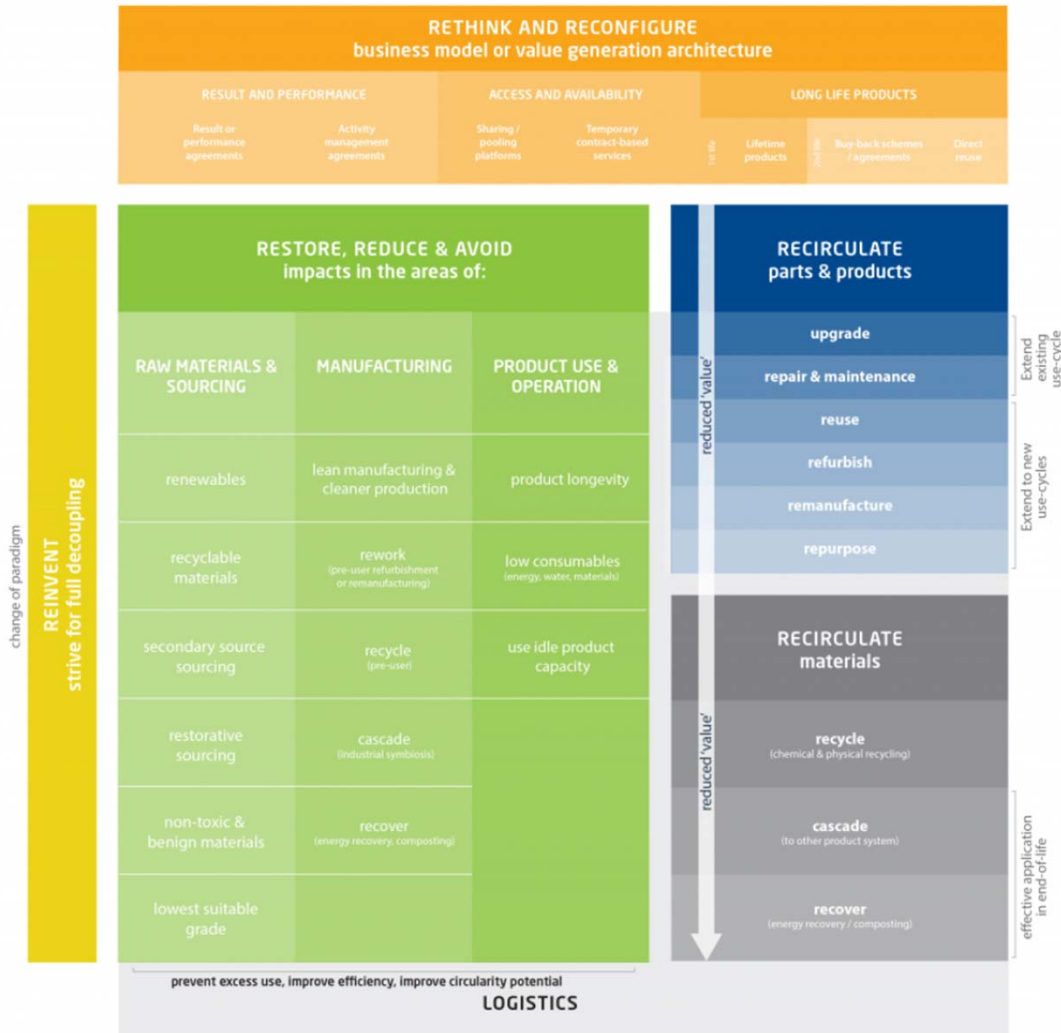 RETHINK AND RECONFIGURE
business model or value generation architecture
RESULT AND PERFORMANCE
ACCESS AND AVAILABILITY
LONG LIFE PRODUCTS
Result or
performance
agreements
Activity
management
agreements
Sharing /
pooling
platforms
Temporary
contract-based
services
1st life
Lifetime
products
2nd life
Buy-back schemes
/ agreements
Direct
reuse
change of paradigm
REINVENT
strive for full decoupling
RESTORE, REDUCE & AVOID
impacts in the areas of:
RAW MATERIALS &
SOURCING
MANUFACTURING
PRODUCT USE &
OPERATION
renewables
lean manufacturing &
cleaner production
product longevity
recyclable
materials
rework
(pre-user refurbishment
or remanufacturing)
low consumables
(energy, water, materials)
secondary source
sourcing
recycle
(pre-user)
use idle product
capacity
restorative
sourcing
cascade
(industrial symbiosis)
non-toxic &
benign materials
recover
(energy recovery, composting)
lowest suitable
grade
prevent excess use, improve efficiency, improve circularity potential
LOGISTICS
RECIRCULATE
parts & products
reduced 'value'
upgrade
repair & maintenance
reuse
refurbish
remanufacture
repurpose
Extend
existing
use-cycle
Extend to new
use-cycles
RECIRCULATE
materials
reduced 'value'
recycle
(chemical & physical recycling)
cascade
(to other product system)
recover
(energy recovery / composting)
effective application
in end-of-life